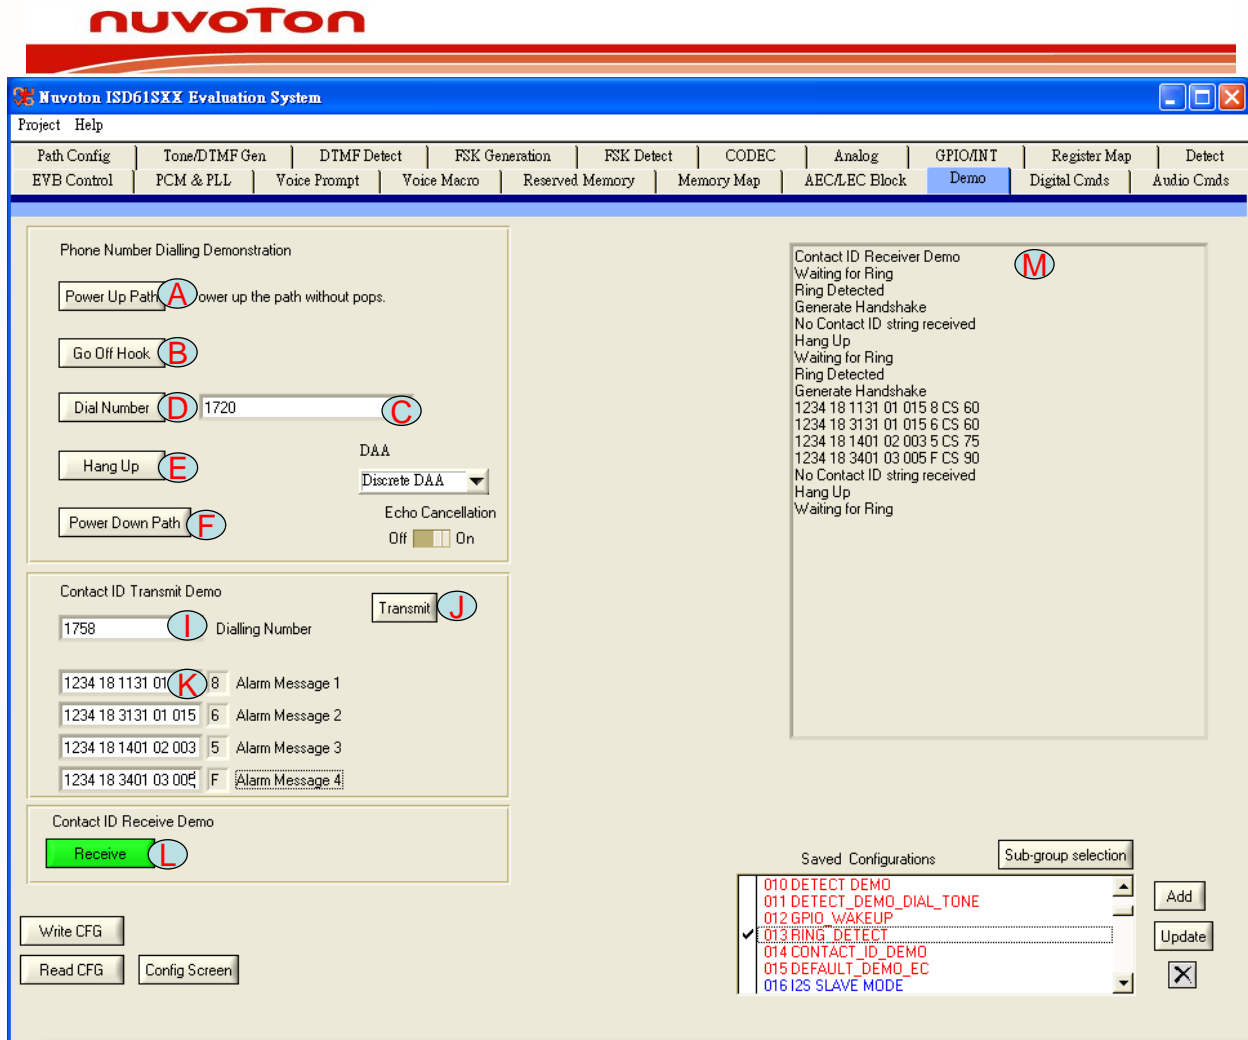 nuvoTon
Nuvoton ISD61SXX Evaluation System
Project Help
Path Config Tone/DTMF Gen DTMF Detect FSK Generation FSK Detect CODEC Analog GPIO/INT Register Map Detect
EVB Control PCM & PLL Voice Prompt Voice Macro Reserved Memory Memory Map AEC/LEC Block Demo Digital Cmds Audio Cmds
Phone Number Dialling Demonstration
Power Up Path A ower up the path without pops.
Go Off Hook B
Dial Number D 1720 C
Hang Up E
DAA
Discrete DAA
Power Down Path F
Echo Cancellation
Off On
Contact ID Transmit Demo
Transmit J
1758 I Dialling Number
1234 18 1131 01 K 8 Alarm Message 1
1234 18 3131 01 015 6 Alarm Message 2
1234 18 1401 02 003 5 Alarm Message 3
1234 18 3401 03 005 F Alarm Message 4
Contact ID Receive Demo
Receive L
Write CFG
Read CFG Config Screen
M
Contact ID Receiver Demo
Waiting for Ring
Ring Detected
Generate Handshake
No Contact ID string received
Hang Up
Waiting for Ring
Ring Detected
Generate Handshake
1234 18 1131 01 015 8 CS 60
1234 18 3131 01 015 6 CS 60
1234 18 1401 02 003 5 CS 75
1234 18 3401 03 005 F CS 90
No Contact ID string received
Hang Up
Waiting for Ring
Saved Configurations Sub-group selection
010 DETECT DEMO
011 DETECT_DEMO_DIAL_TONE
012 GPIO_WAKEUP
013 RING_DETECT
014 CONTACT_ID_DEMO
015 DEFAULT_DEMO_EC
016 I2S SLAVE MODE
Add
Update
X